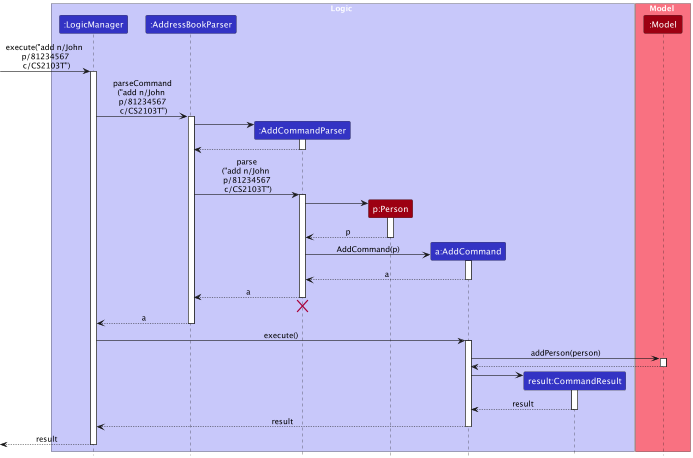 Logic
Model
:LogicManager
:AddressBookParser
:Model
execute("add n/John
p/81234567
c/CS2103T")
parseCommand
("add n/John
p/81234567
c/CS2103T")
:AddCommandParser
parse
("add n/John
p/81234567
c/CS2103T")
p:Person
p
AddCommand(p)
a:AddCommand
a
a
a
execute()
addPerson(person)
result:CommandResult
result
result
result